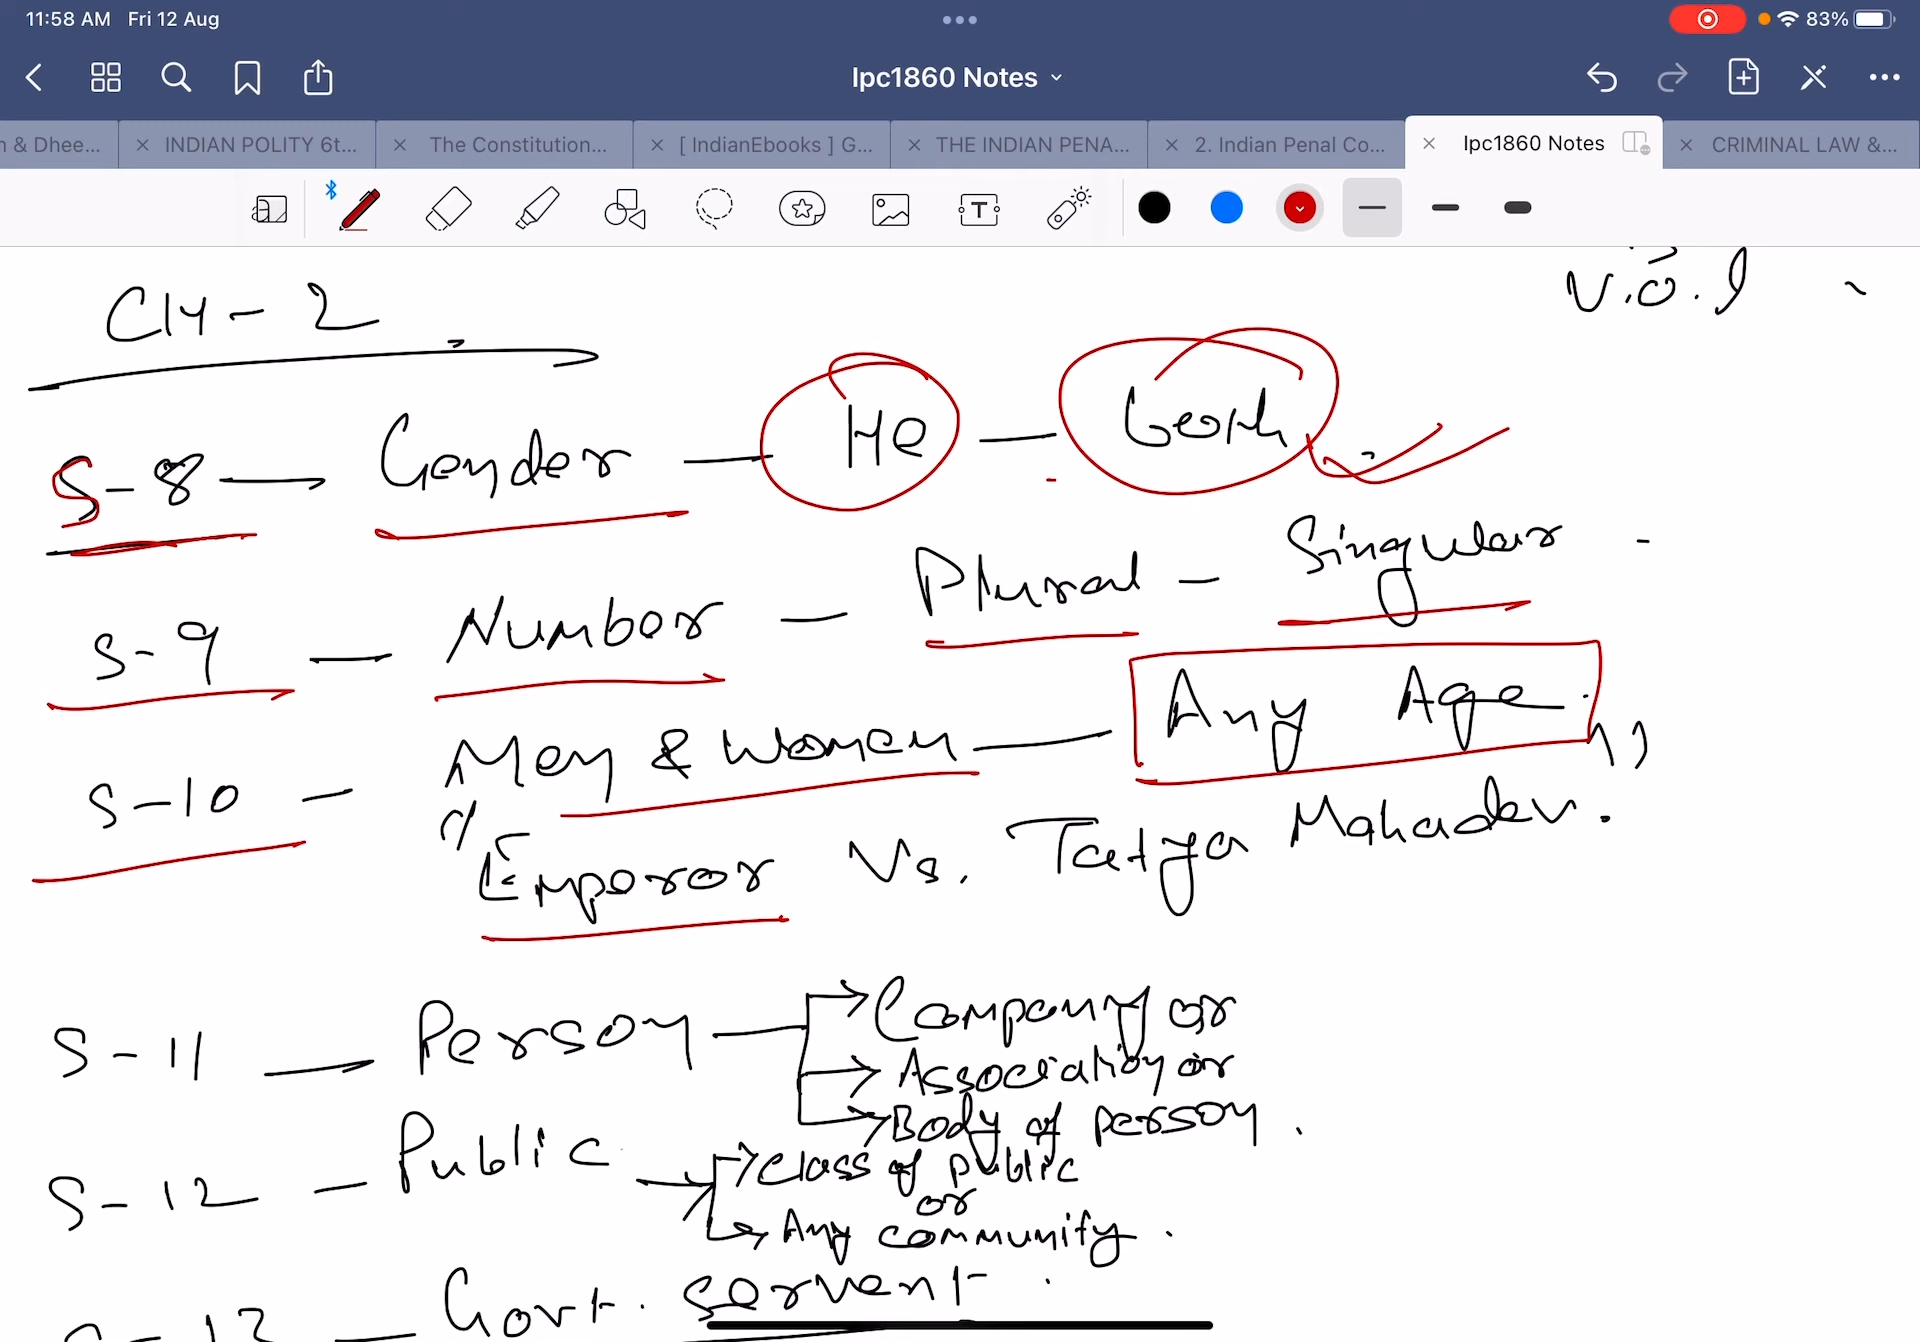 11:58 AM Fri 12 Aug
83%
Ipc1860 Notes
n & Dhee... INDIAN POLITY 6t... The Constitution... [ IndianEbooks ] G... THE INDIAN PENA... 2. Indian Penal Co... Ipc1860 Notes CRIMINAL LAW &...
T
V.O.I
CH - 2
S - 8 — Gender — He — Both
S - 9 — Number — Plural — Singular -
S - 10 - Men & Women — Any Age.
Emperor Vs. Tatya Mahadev.
S - 11 — Person — Company or
Association or
Body of person.
S - 12 - Public → Class of public
or
Any community.
S - 13 — Govt. servent.